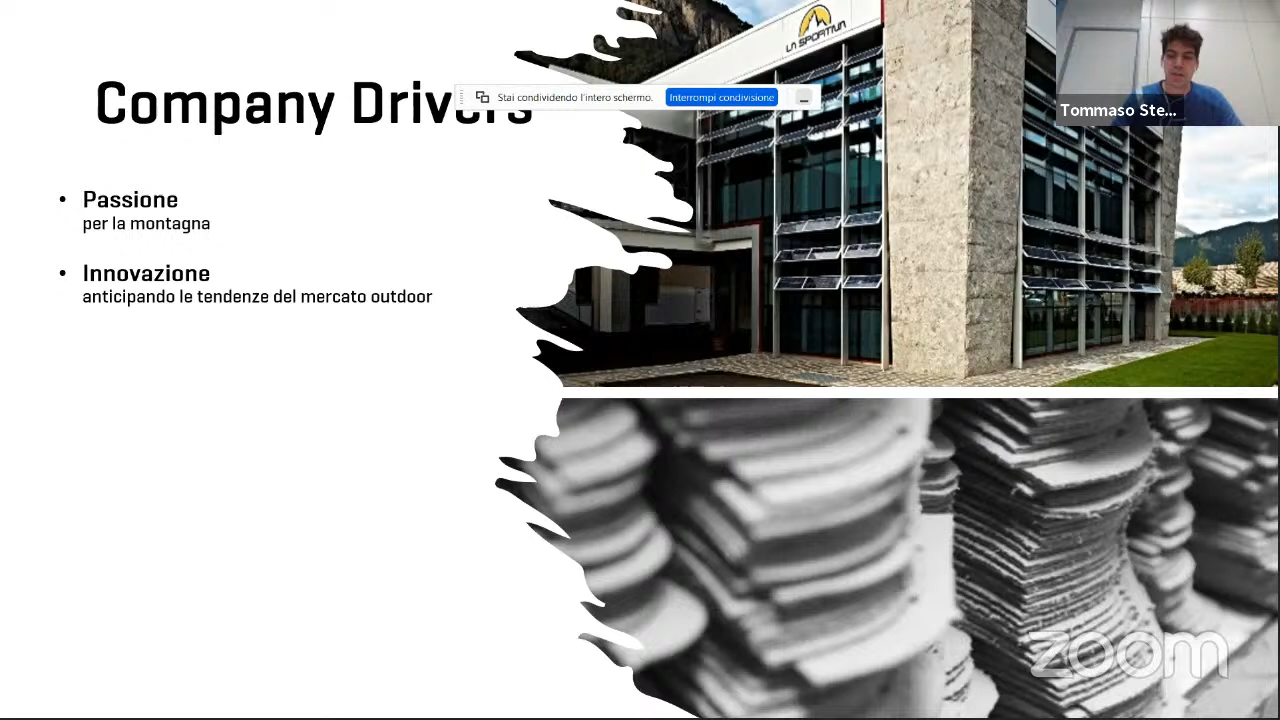 LA SPORTIVA
Company Drivers
Stai condividendo l'intero schermo.
Interrompi condivisione
Tommaso Ste...
• Passione
per la montagna
• Innovazione
anticipando le tendenze del mercato outdoor
zoom